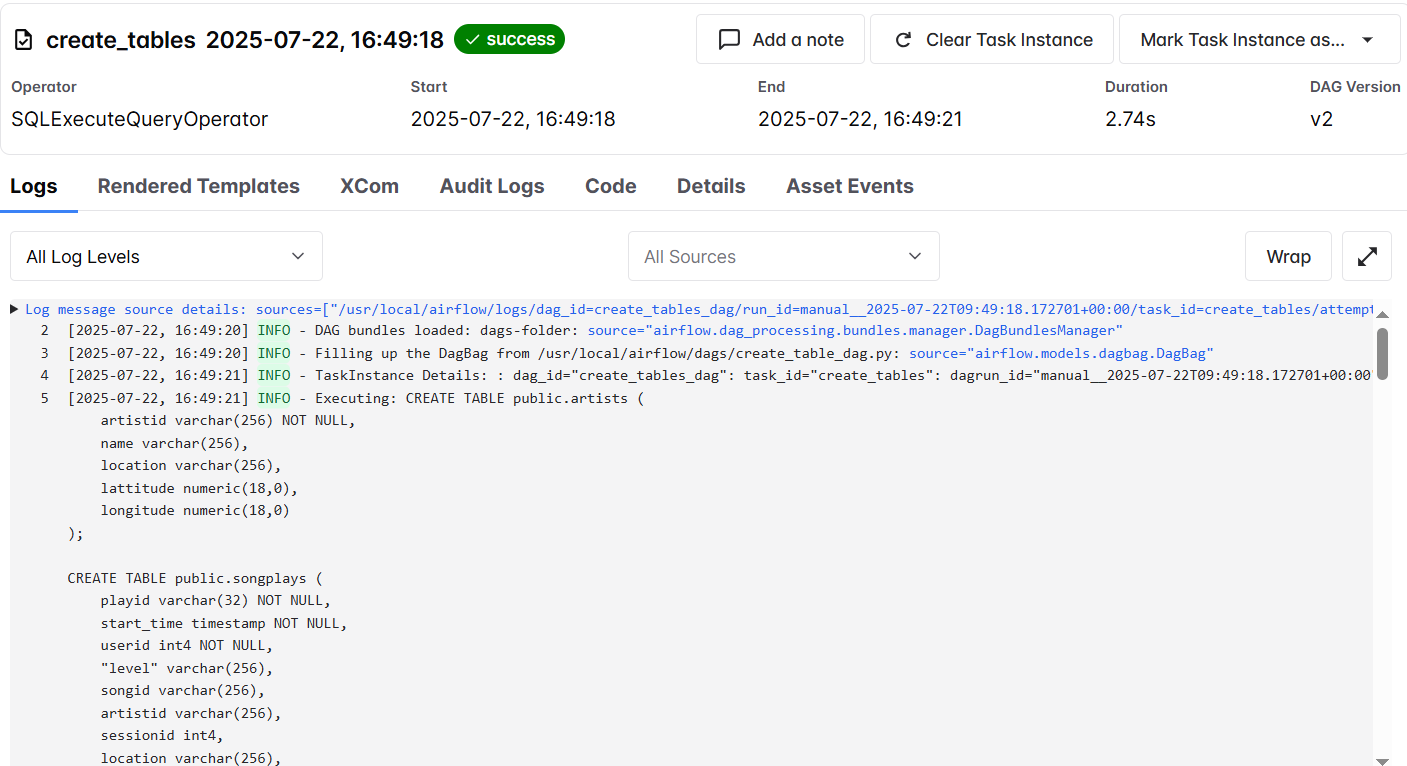 create_tables 2025-07-22, 16:49:18 success Add a note Clear Task Instance Mark Task Instance as...
Operator Start End Duration DAG Version
SQLExecuteQueryOperator 2025-07-22, 16:49:18 2025-07-22, 16:49:21 2.74s v2
Logs Rendered Templates XCom Audit Logs Code Details Asset Events
All Log Levels All Sources Wrap
Log message source details: sources=["/usr/local/airflow/logs/dag_id=create_tables_dag/run_id=manual__2025-07-22T09:49:18.172701+00:00/task_id=create_tables/attempt
2 [2025-07-22, 16:49:20] INFO - DAG bundles loaded: dags-folder: source="airflow.dag_processing.bundles.manager.DagBundlesManager"
3 [2025-07-22, 16:49:20] INFO - Filling up the DagBag from /usr/local/airflow/dags/create_table_dag.py: source="airflow.models.dagbag.DagBag"
4 [2025-07-22, 16:49:21] INFO - TaskInstance Details: : dag_id="create_tables_dag": task_id="create_tables": dagrun_id="manual__2025-07-22T09:49:18.172701+00:00
5 [2025-07-22, 16:49:21] INFO - Executing: CREATE TABLE public.artists (
artistid varchar(256) NOT NULL,
name varchar(256),
location varchar(256),
lattitude numeric(18,0),
longitude numeric(18,0)
);
CREATE TABLE public.songplays (
playid varchar(32) NOT NULL,
start_time timestamp NOT NULL,
userid int4 NOT NULL,
"level" varchar(256),
songid varchar(256),
artistid varchar(256),
sessionid int4,
location varchar(256),